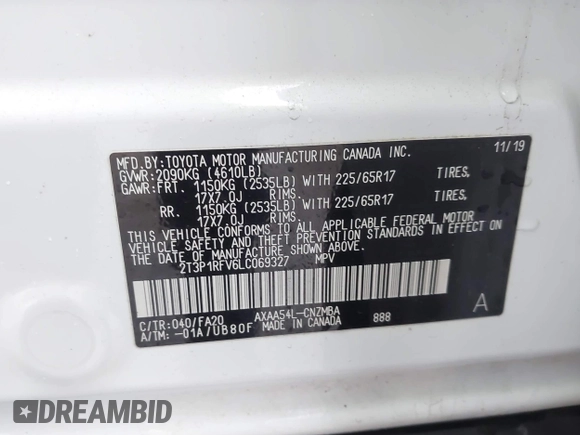 MFD.BY:TOYOTA MOTOR MANUFACTURING CANADA INC. 11/19
GVWR:2090KG (4610LB)
GAWR:FRT. 1150KG (2535LB) WITH 225/65R17 TIRES,
17X7.0J RIMS,
RR. 1150KG (2535LB) WITH 225/65R17 TIRES,
17X7.0J RIMS.
THIS VEHICLE CONFORMS TO ALL APPLICABLE FEDERAL MOTOR
VEHICLE SAFETY AND THEFT PREVENTION STANDARDS IN EFFECT
ON THE DATE OF MANUFACTURE SHOWN ABOVE.
2T3P1RFV6LC069327 MPV
A
C/TR:040/FA20 AXAA54L-CNZMBA
A/TM:-01A/UB80F MADE IN CANADA 888
DREAMBID